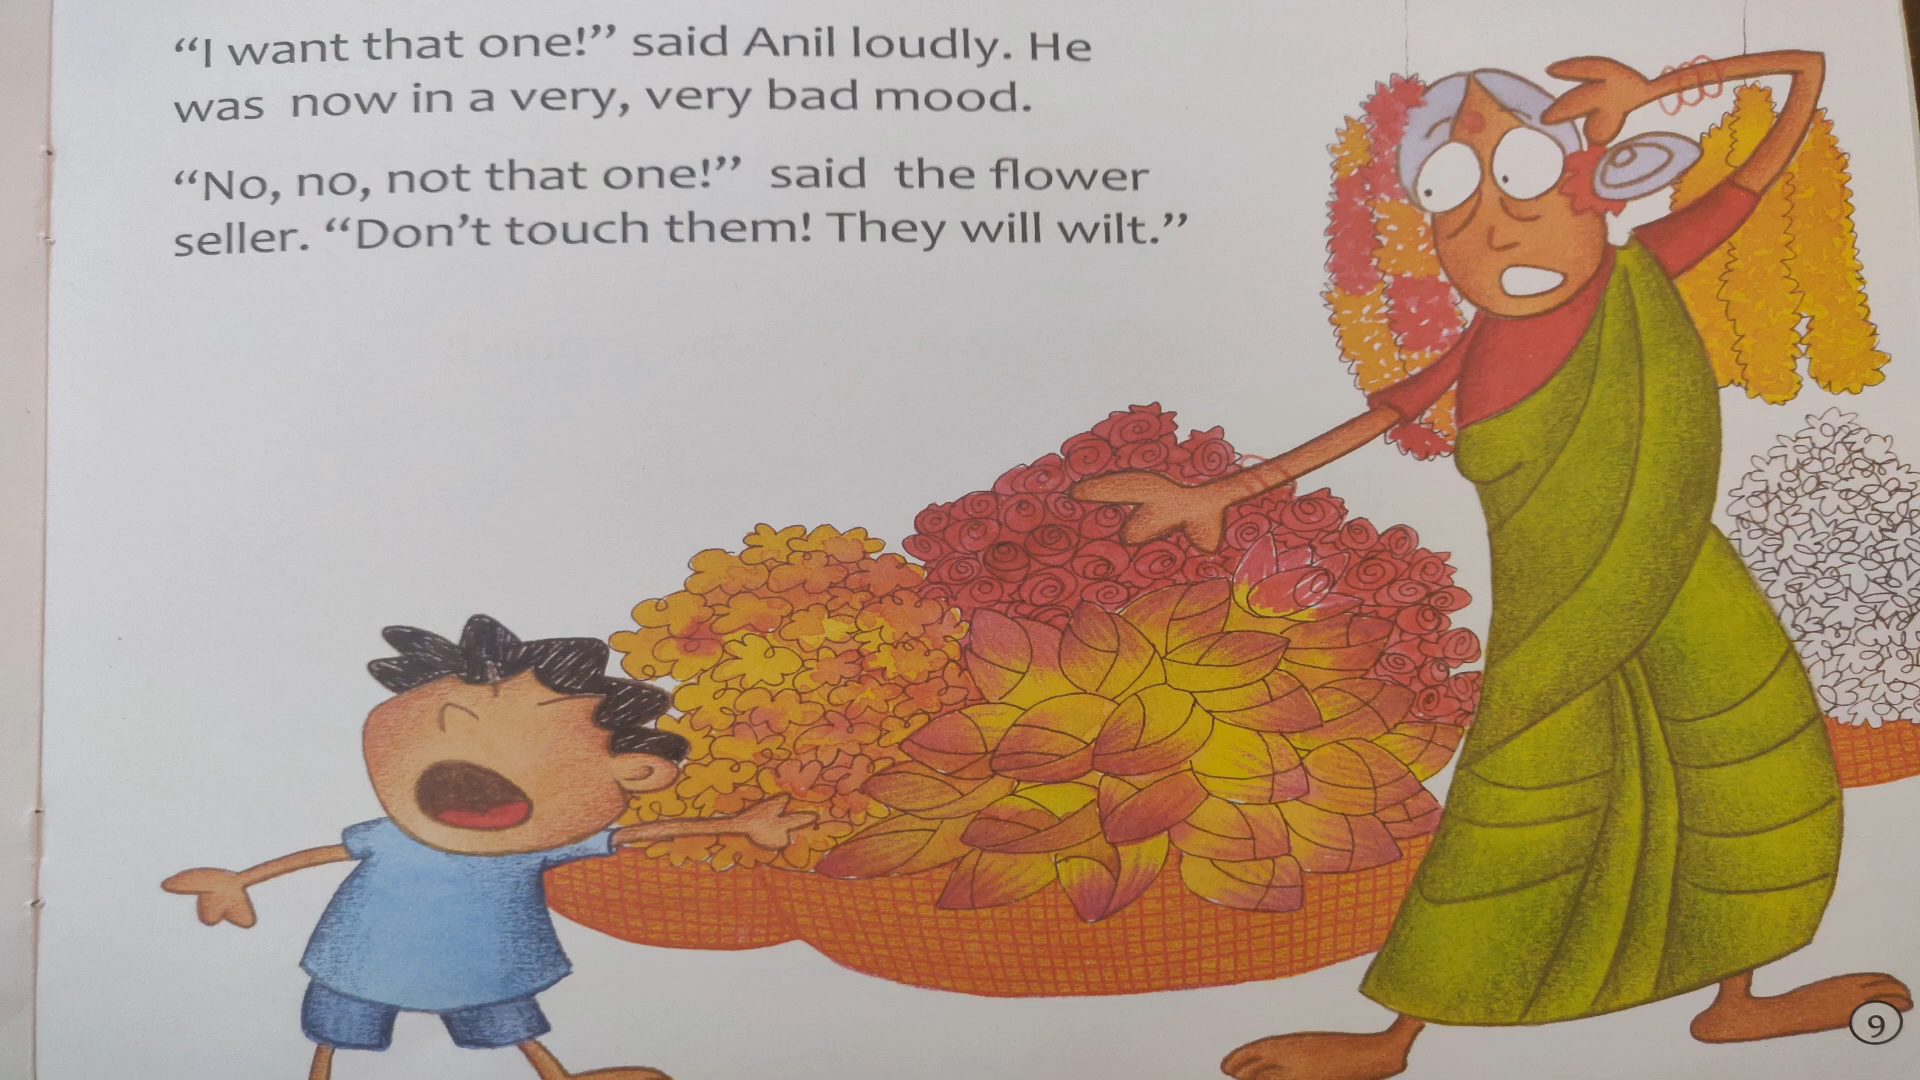 “I want that one!” said Anil loudly. He
was now in a very, very bad mood.
“No, no, not that one!” said the flower
seller. “Don’t touch them! They will wilt.”
9